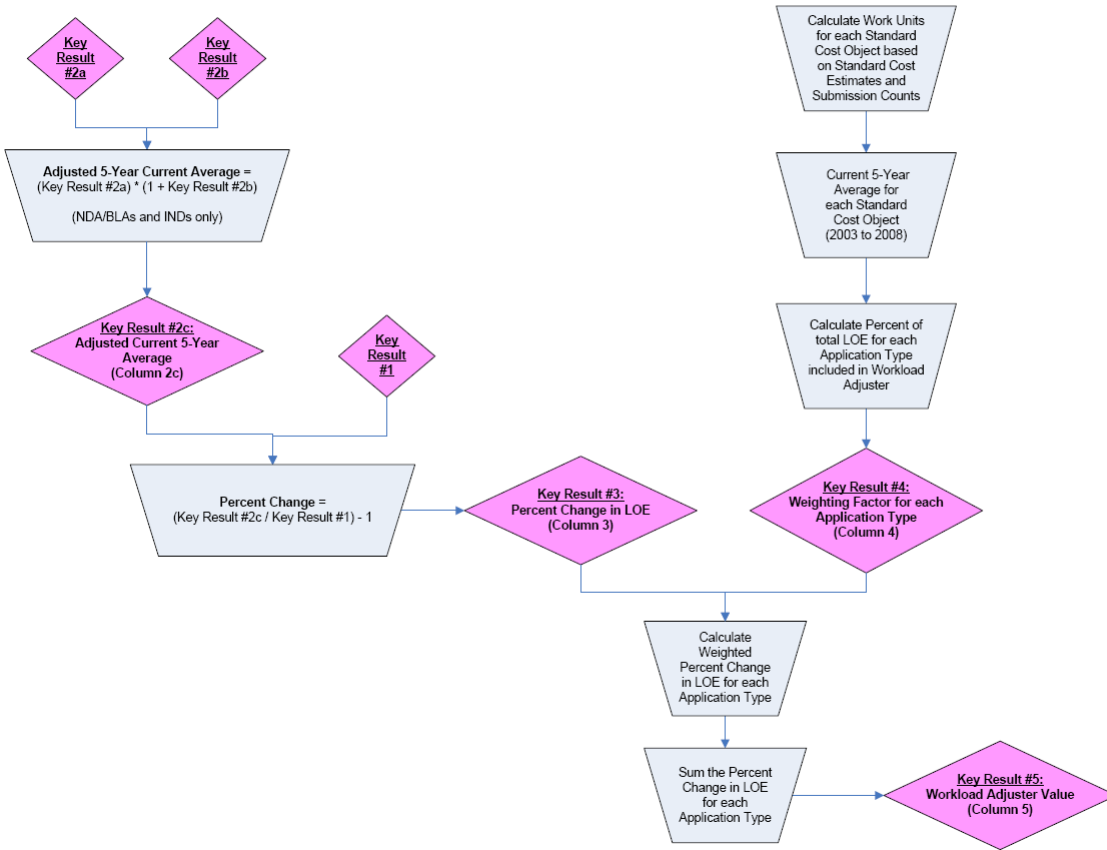 Key
Result
#2a
Key
Result
#2b
Adjusted 5-Year Current Average =
(Key Result #2a) * (1 + Key Result #2b)
(NDA/BLAs and INDs only)
Key Result #2c:
Adjusted Current 5-Year
Average
(Column 2c)
Key
Result
#1
Percent Change =
(Key Result #2c / Key Result #1) - 1
Key Result #3:
Percent Change in LOE
(Column 3)
Calculate Work Units
for each Standard
Cost Object based
on Standard Cost
Estimates and
Submission Counts
Current 5-Year
Average for
each Standard
Cost Object
(2003 to 2008)
Calculate Percent of
total LOE for each
Application Type
included in Workload
Adjuster
Key Result #4:
Weighting Factor for each
Application Type
(Column 4)
Calculate
Weighted
Percent Change
in LOE for each
Application Type
Sum the Percent
Change in LOE
for each
Application Type
Key Result #5:
Workload Adjuster Value
(Column 5)